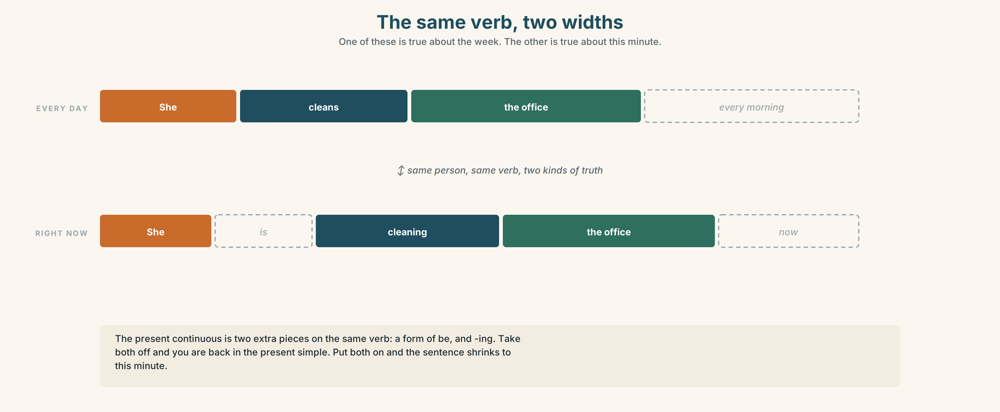 The same verb, two widths
One of these is true about the week. The other is true about this minute.
EVERY DAY She cleans the office every morning
↕ same person, same verb, two kinds of truth
RIGHT NOW She is cleaning the office now
The present continuous is two extra pieces on the same verb: a form of be, and -ing. Take
both off and you are back in the present simple. Put both on and the sentence shrinks to
this minute.